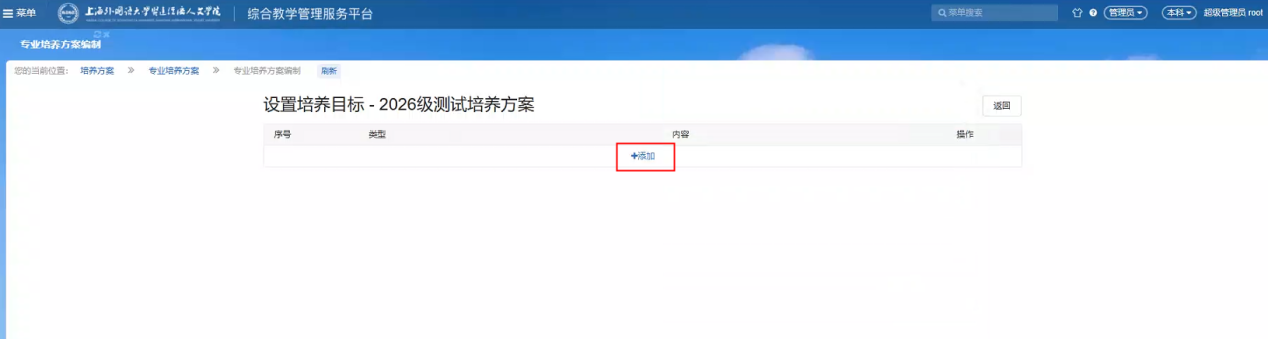 菜单
上海外国语大学贤达经济人文学院
综合教学管理服务平台
菜单搜索
管理员
本科
超级管理员 root
专业培养方案编制
您的当前位置: 培养方案 » 专业培养方案 » 专业培养方案编制 刷新
设置培养目标 - 2026级测试培养方案
返回
序号 类型 内容 操作
+添加